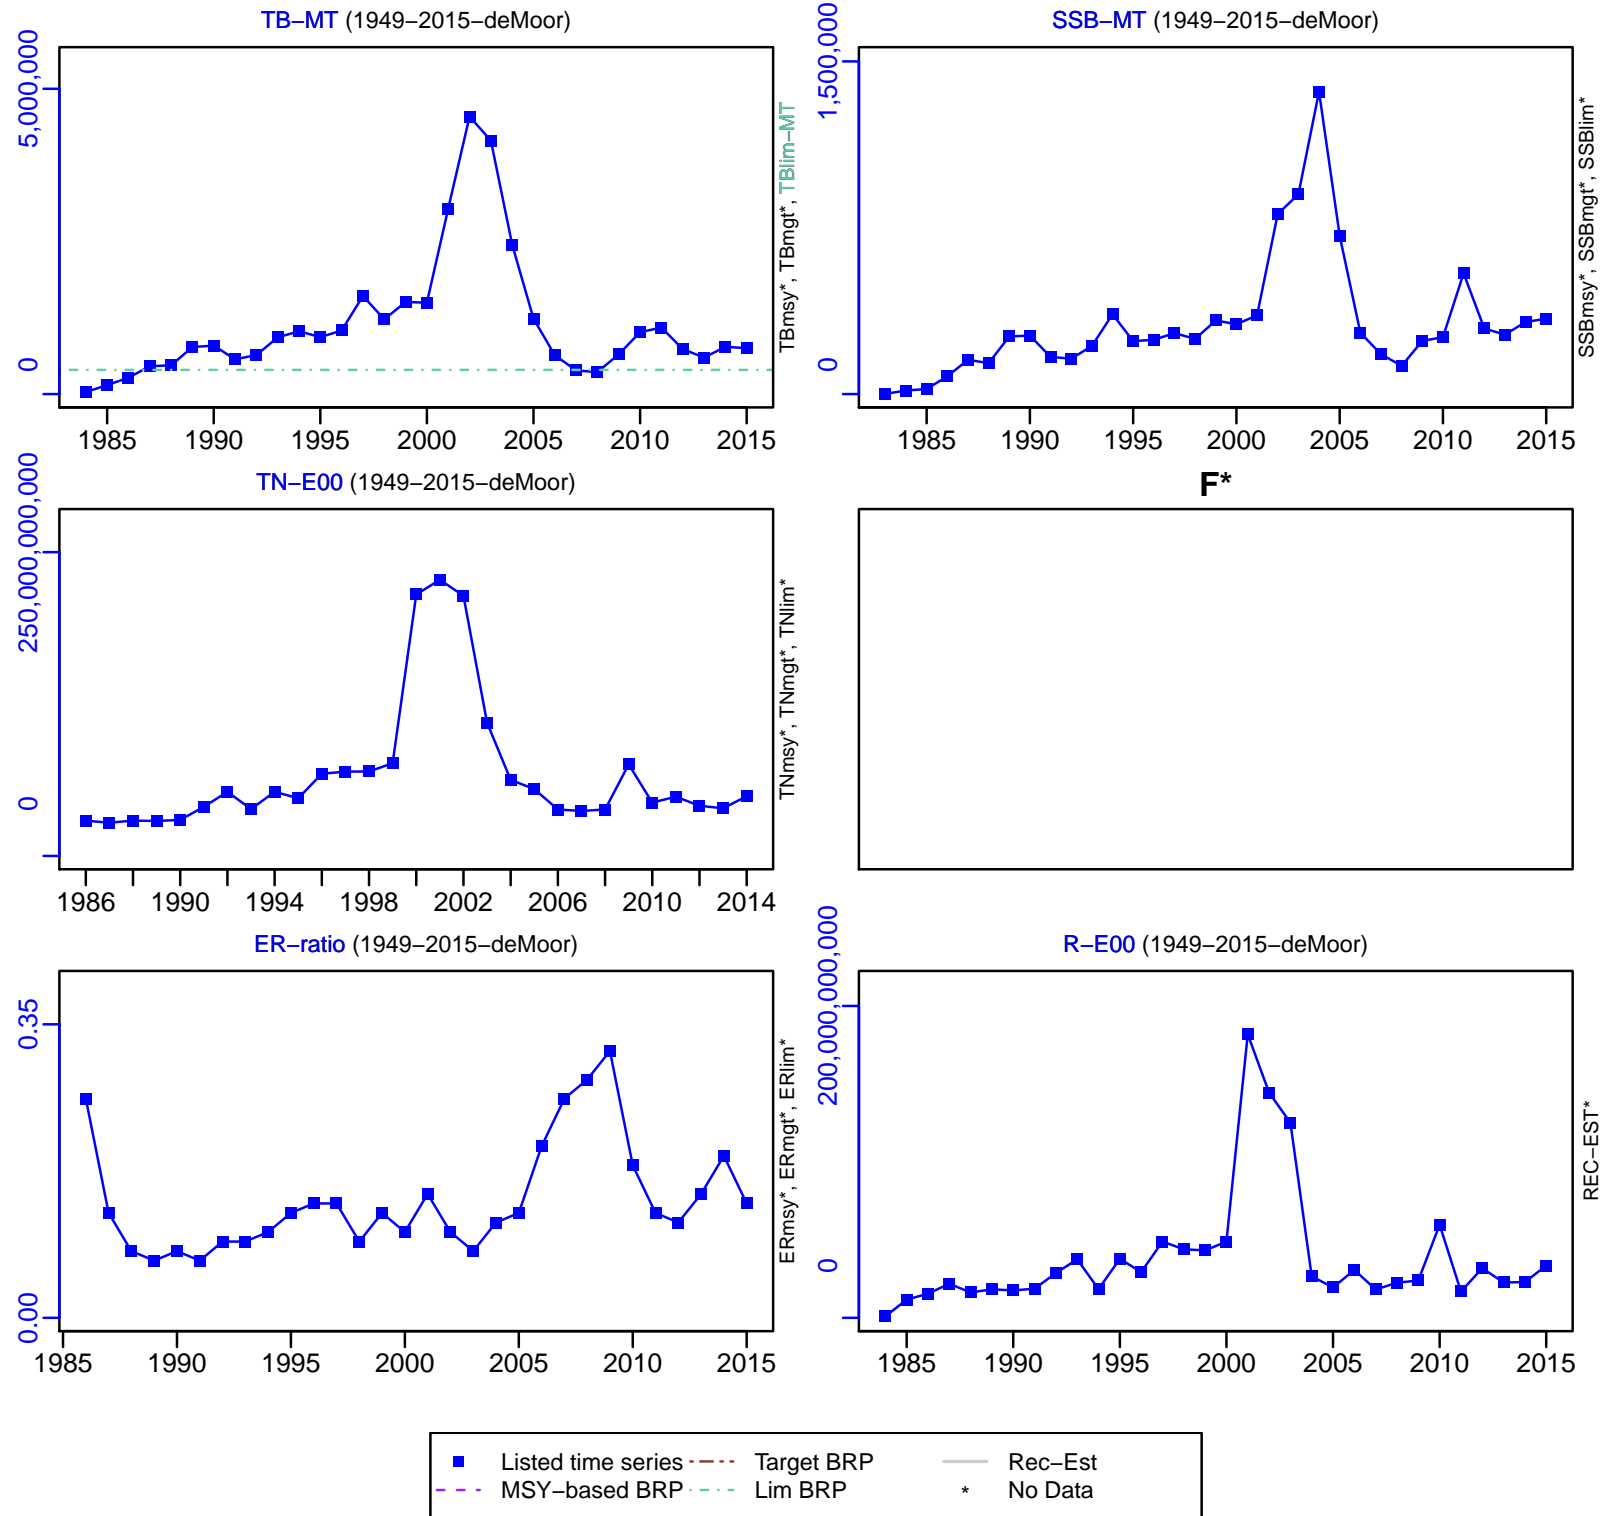 TB−MT (1949−2015−deMoor)
5,000,000
0
TBmsy*, TBmgt*, TBlim−MT
1985 1990 1995 2000 2005 2010 2015
SSB−MT (1949−2015−deMoor)
1,500,000
0
SSBmsy*, SSBmgt*, SSBlim*
1985 1990 1995 2000 2005 2010 2015
TN−E00 (1949−2015−deMoor)
250,000,000,000
0
TNmsy*, TNmgt*, TNlim*
1986 1990 1994 1998 2002 2006 2010 2014
F*
ER−ratio (1949−2015−deMoor)
0.35
0.00
ERmsy*, ERmgt*, ERlim*
1985 1990 1995 2000 2005 2010 2015
R−E00 (1949−2015−deMoor)
200,000,000,000
0
REC−EST*
1985 1990 1995 2000 2005 2010 2015
Listed time series Target BRP Rec−Est
MSY−based BRP Lim BRP * No Data